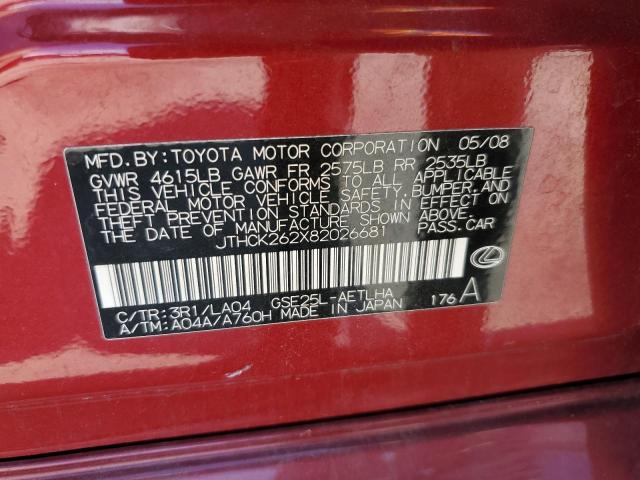 MFD. BY: TOYOTA MOTOR CORPORATION 05/08
GVWR 4615LB GAWR FR 2575LB RR 2535LB
THIS VEHICLE CONFORMS TO ALL APPLICABLE
FEDERAL MOTOR VEHICLE SAFETY, BUMPER, AND
THEFT PREVENTION STANDARDS IN EFFECT ON
THE DATE OF MANUFACTURE SHOWN ABOVE.
JTHCK262X82026681 PASS. CAR
C/TR: 3R1/LA04 GSE25L-AETLHA
A/TM: A04A/A760H MADE IN JAPAN 176 A